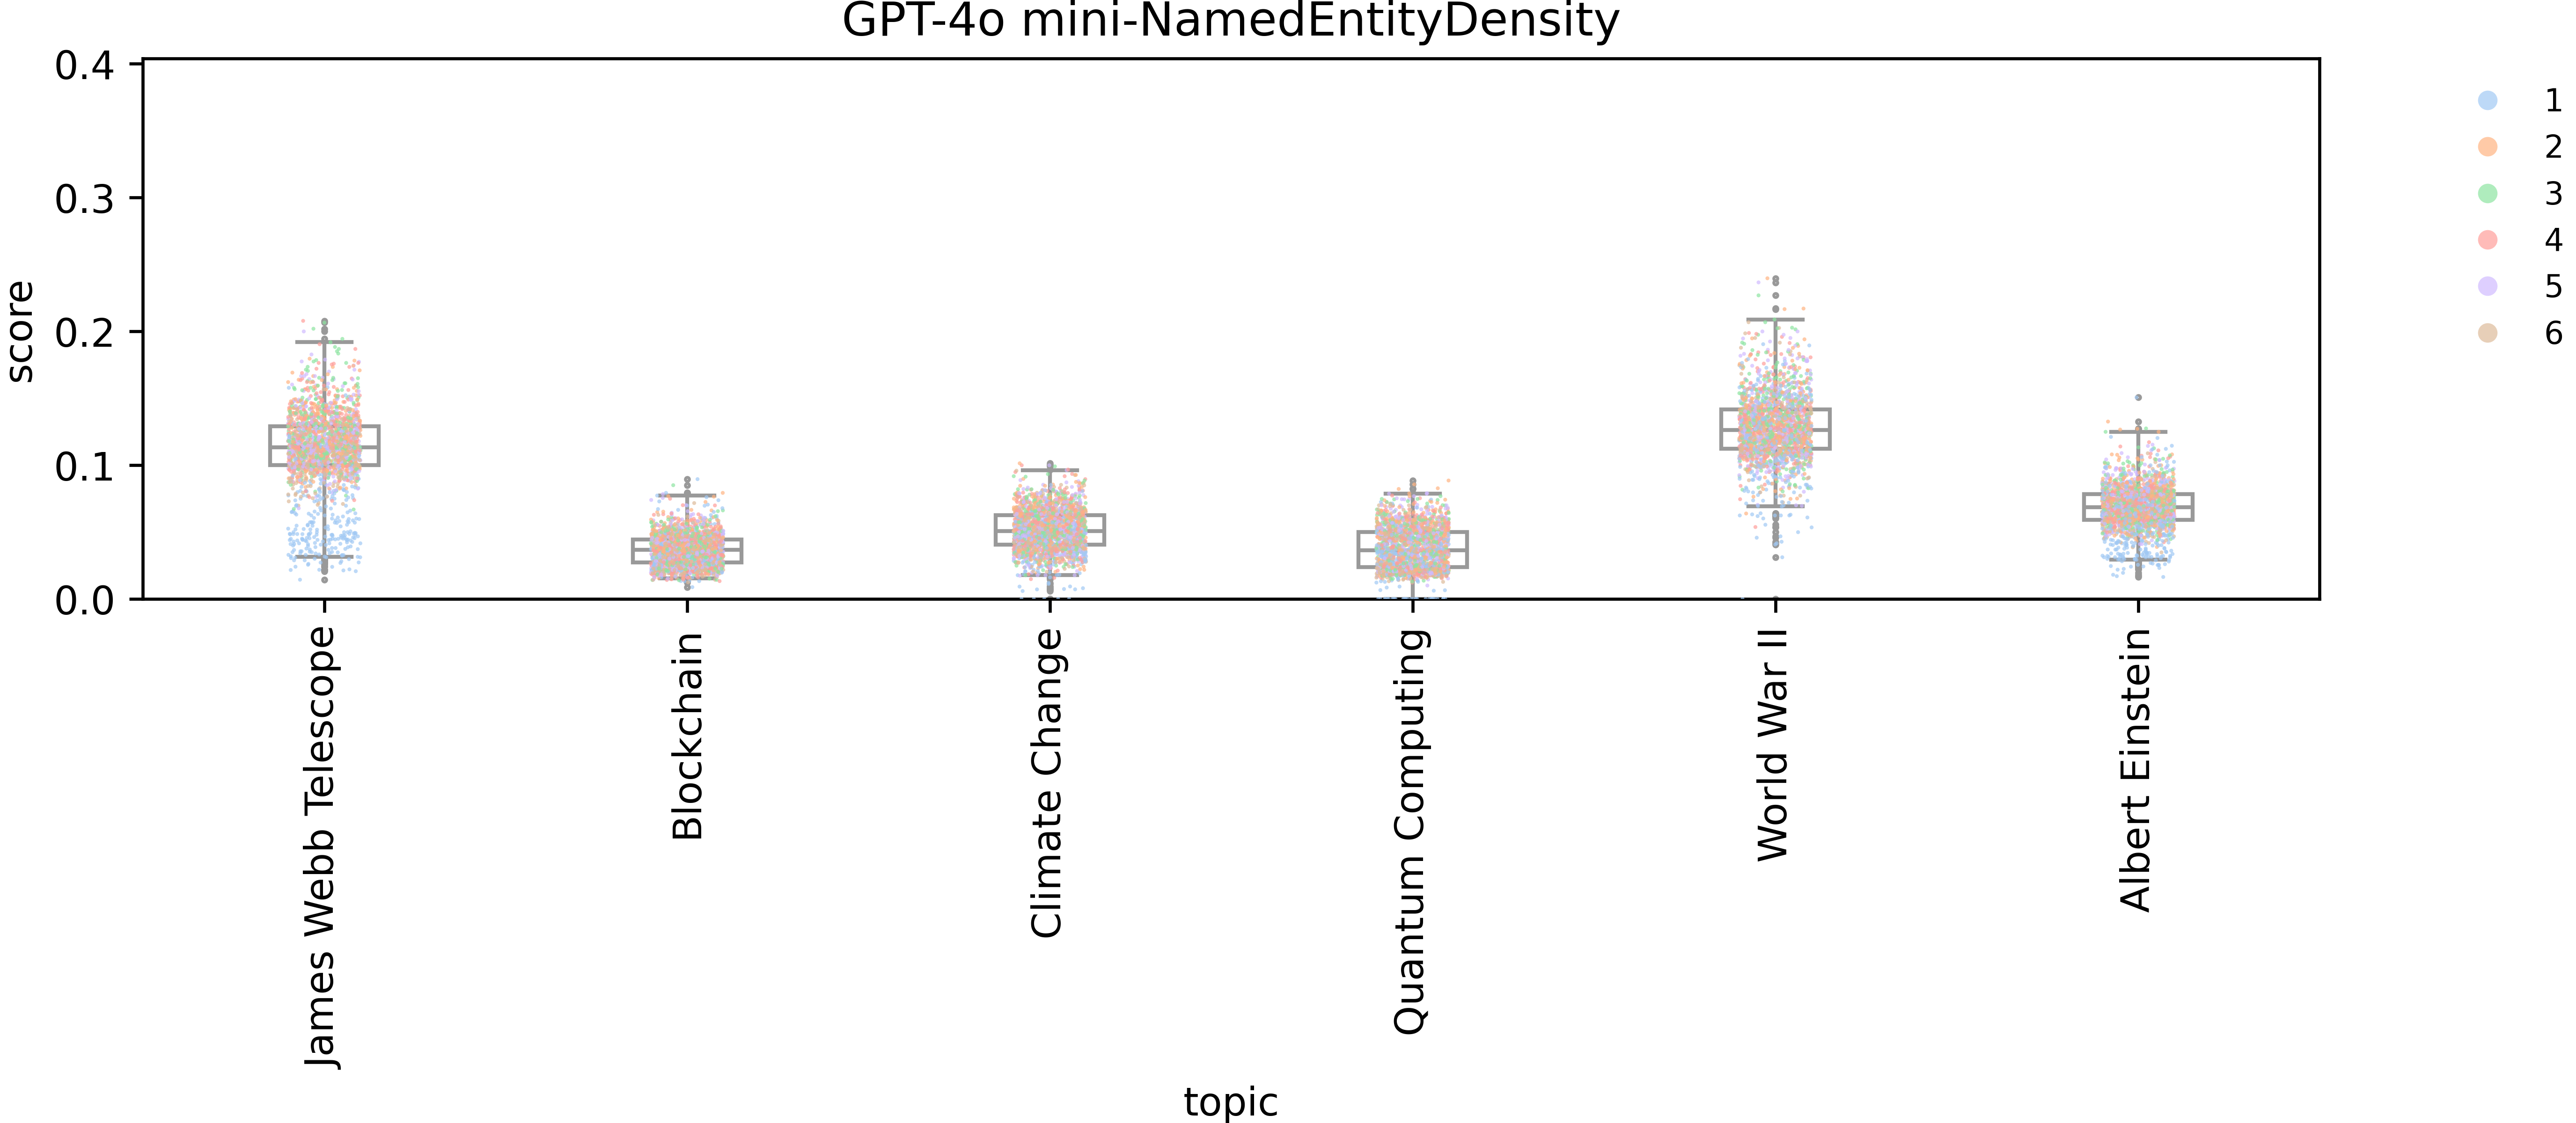 GPT-4o mini-NamedEntityDensity
score
0.4
0.3
0.2
0.1
0.0
1
2
3
4
5
6
James Webb Telescope
Blockchain
Climate Change
Quantum Computing
World War II
Albert Einstein
topic